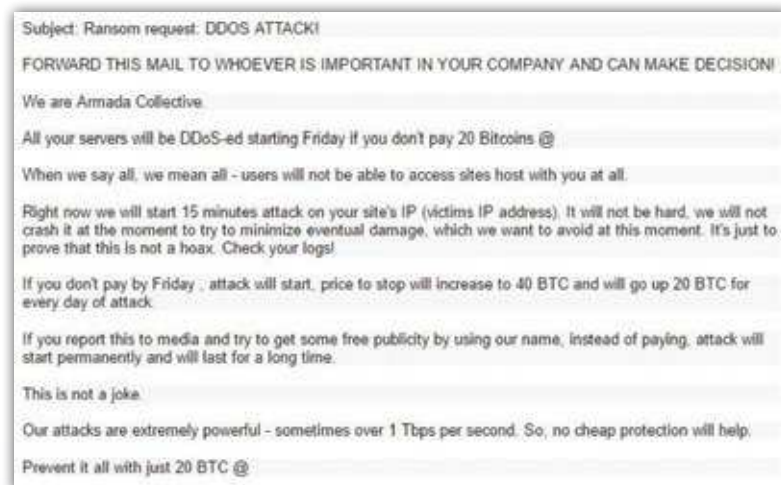 Subject: Ransom request: DDOS ATTACK!
FORWARD THIS MAIL TO WHOEVER IS IMPORTANT IN YOUR COMPANY AND CAN MAKE DECISION!
We are Armada Collective.
All your servers will be DDoS-ed starting Friday if you don't pay 20 Bitcoins @
When we say all, we mean all - users will not be able to access sites host with you at all.
Right now we will start 15 minutes attack on your site's IP (victims IP address). It will not be hard, we will not
crash it at the moment to try to minimize eventual damage, which we want to avoid at this moment. It's just to
prove that this is not a hoax. Check your logs!
If you don't pay by Friday , attack will start, price to stop will increase to 40 BTC and will go up 20 BTC for
every day of attack.
If you report this to media and try to get some free publicity by using our name, instead of paying, attack will
start permanently and will last for a long time.
This is not a joke.
Our attacks are extremely powerful - sometimes over 1 Tbps per second. So, no cheap protection will help.
Prevent it all with just 20 BTC @